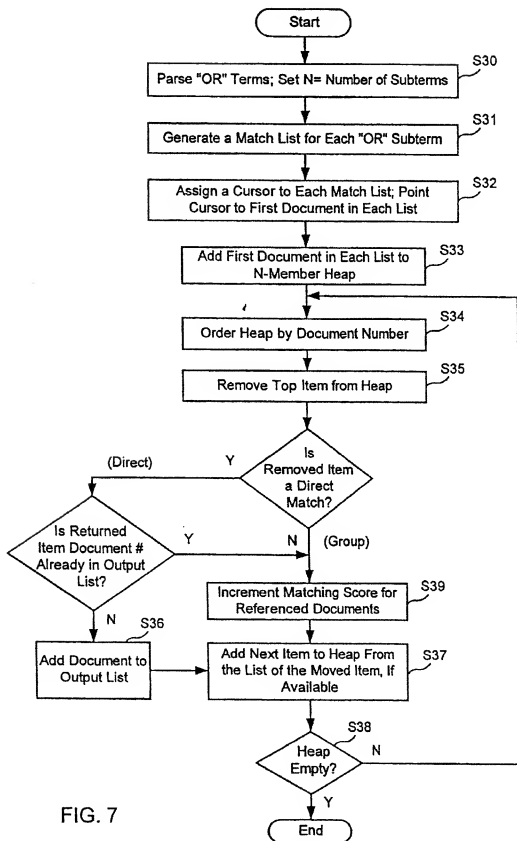 Start
S30
Parse "OR" Terms; Set N= Number of Subterms
S31
Generate a Match List for Each "OR" Subterm
S32
Assign a Cursor to Each Match List; Point
Cursor to First Document in Each List
S33
Add First Document in Each List to
N-Member Heap
S34
Order Heap by Document Number
S35
Remove Top Item from Heap
Is
Removed Item
a Direct
Match?
(Direct)
Y
N
(Group)
Is Returned
Item Document #
Already in Output
List?
Y
N
S39
Increment Matching Score for
Referenced Documents
S36
Add Document to
Output List
S37
Add Next Item to Heap From
the List of the Moved Item, If
Available
S38
Heap
Empty?
N
Y
End
FIG. 7